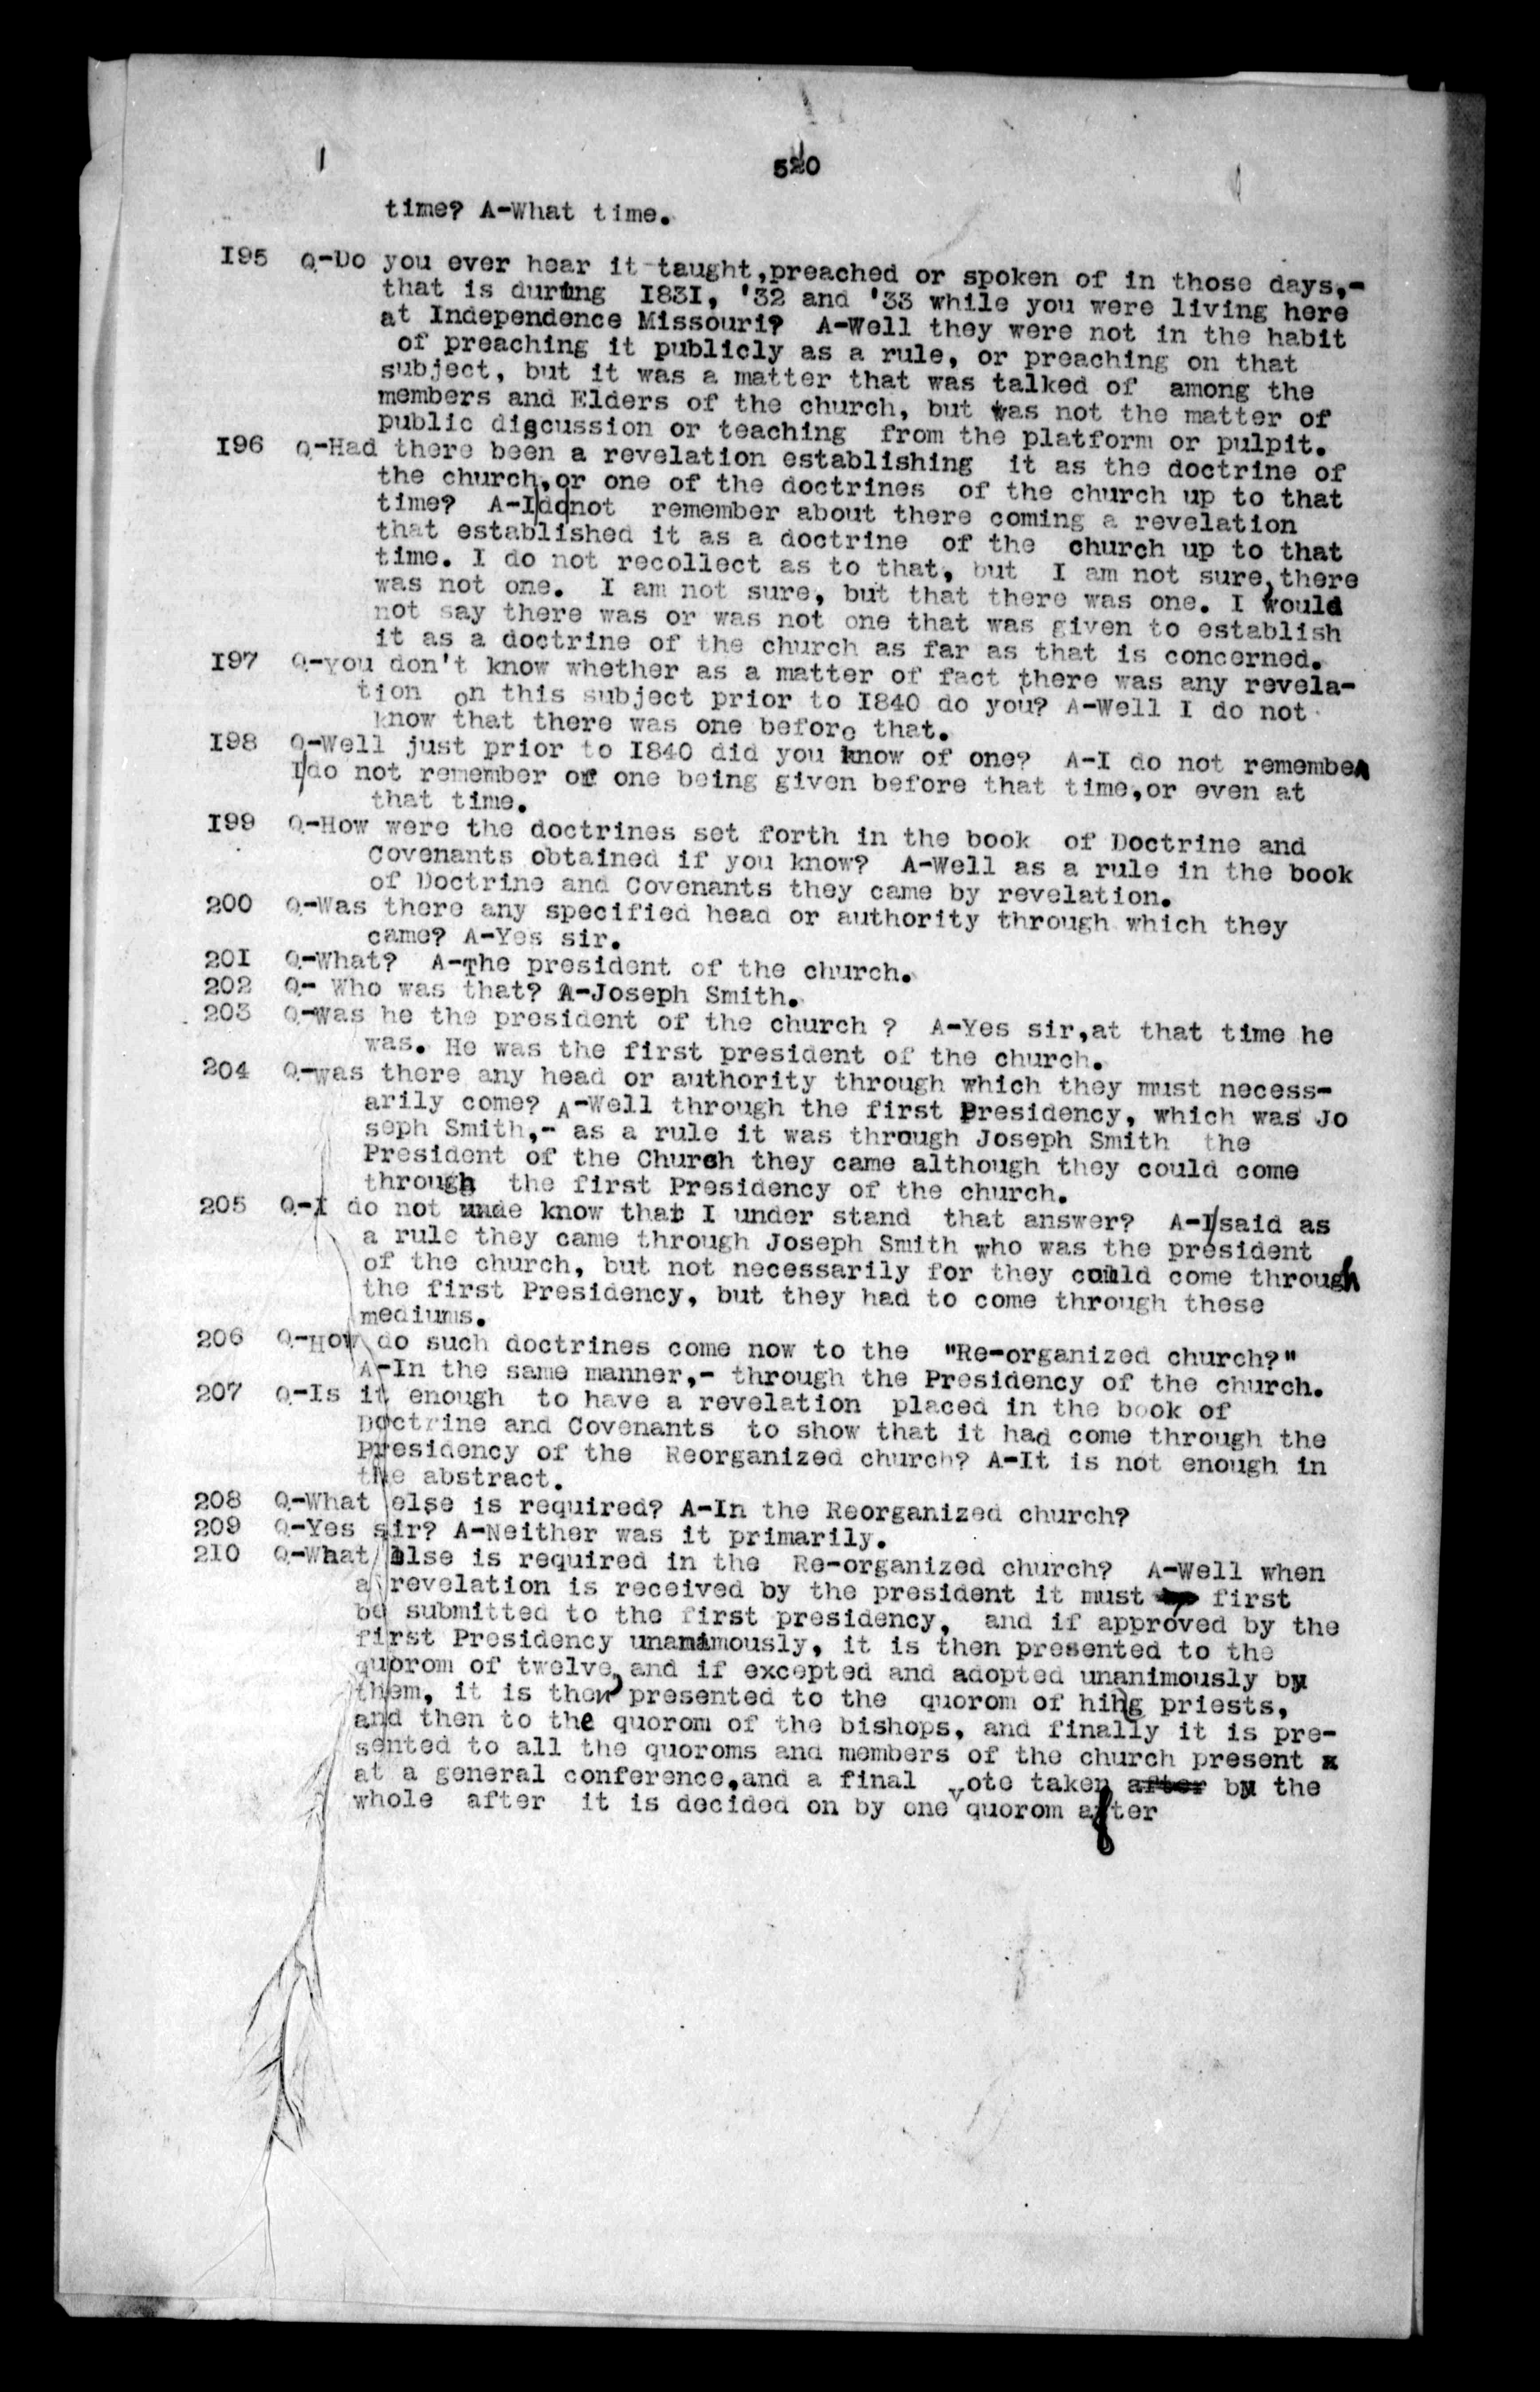 520
time? A-What time.
I95 Q-Do you ever hear it taught,preached or spoken of in those days,-
that is during I83I, '32 and '33 while you were living here
at Independence Missouri? A-Well they were not in the habit
of preaching it publicly as a rule, or preaching on that
subject, but it was a matter that was talked of among the
members and Elders of the church, but was not the matter of
public discussion or teaching from the platform or pulpit.
I96 Q-Had there been a revelation establishing it as the doctrine of
the church,or one of the doctrines of the church up to that
time? A-I|do|not remember about there coming a revelation
that established it as a doctrine of the church up to that
time. I do not recollect as to that, but I am not sure, there
was not one. I am not sure, but that there was one. I would
not say there was or was not one that was given to establish
it as a doctrine of the church as far as that is concerned.
I97 Q-you don't know whether as a matter of fact there was any revela-
tion on this subject prior to I840 do you? A-Well I do not
know that there was one before that.
I98 Q-Well just prior to I840 did you know of one? A-I do not remember
I/do not remember of one being given before that time,or even at
that time.
I99 Q-How were the doctrines set forth in the book of Doctrine and
Covenants obtained if you know? A-Well as a rule in the book
of Doctrine and Covenants they came by revelation.
200 Q-Was there any specified head or authority through which they
came? A-Yes sir.
20I Q-What? A-The president of the church.
202 Q- Who was that? A-Joseph Smith.
203 Q-Was he the president of the church ? A-Yes sir,at that time he
was. He was the first president of the church.
204 Q-was there any head or authority through which they must necess-
arily come? A-Well through the first Presidency, which was Jo
seph Smith,- as a rule it was through Joseph Smith the
President of the Church they came although they could come
through the first Presidency of the church.
205 Q-I do not unde know that I under stand that answer? A-I/said as
a rule they came through Joseph Smith who was the president
of the church, but not necessarily for they could come through
the first Presidency, but they had to come through these
mediums.
206 Q-How do such doctrines come now to the "Re-organized church?"
A-In the same manner,- through the Presidency of the church.
207 Q-Is it enough to have a revelation placed in the book of
Doctrine and Covenants to show that it had come through the
Presidency of the Reorganized church? A-It is not enough in
the abstract.
208 Q-What else is required? A-In the Reorganized church?
209 Q-Yes sir? A-Neither was it primarily.
2I0 Q-What else is required in the Re-organized church? A-Well when
a revelation is received by the president it must first
be submitted to the first presidency, and if approved by the
first Presidency unanimously, it is then presented to the
quorom of twelve, and if excepted and adopted unanimously by
them, it is then presented to the quorom of hihg priests,
and then to the quorom of the bishops, and finally it is pre-
sented to all the quoroms and members of the church present x
at a general conference,and a final vote taken after by the
whole after it is decided on by one quorom after